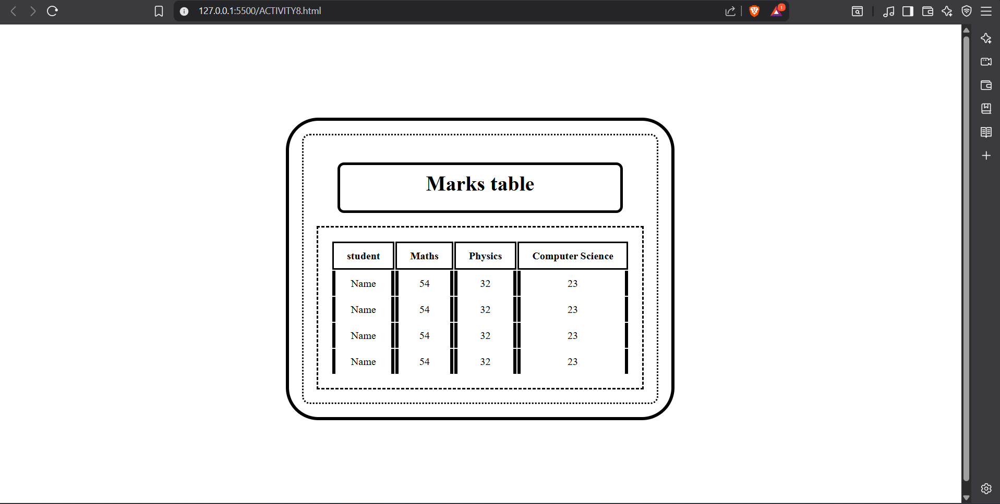 127.0.0.1:5500/ACTIVITY8.html
1
Marks table
student Maths Physics Computer Science
Name 54 32 23
Name 54 32 23
Name 54 32 23
Name 54 32 23